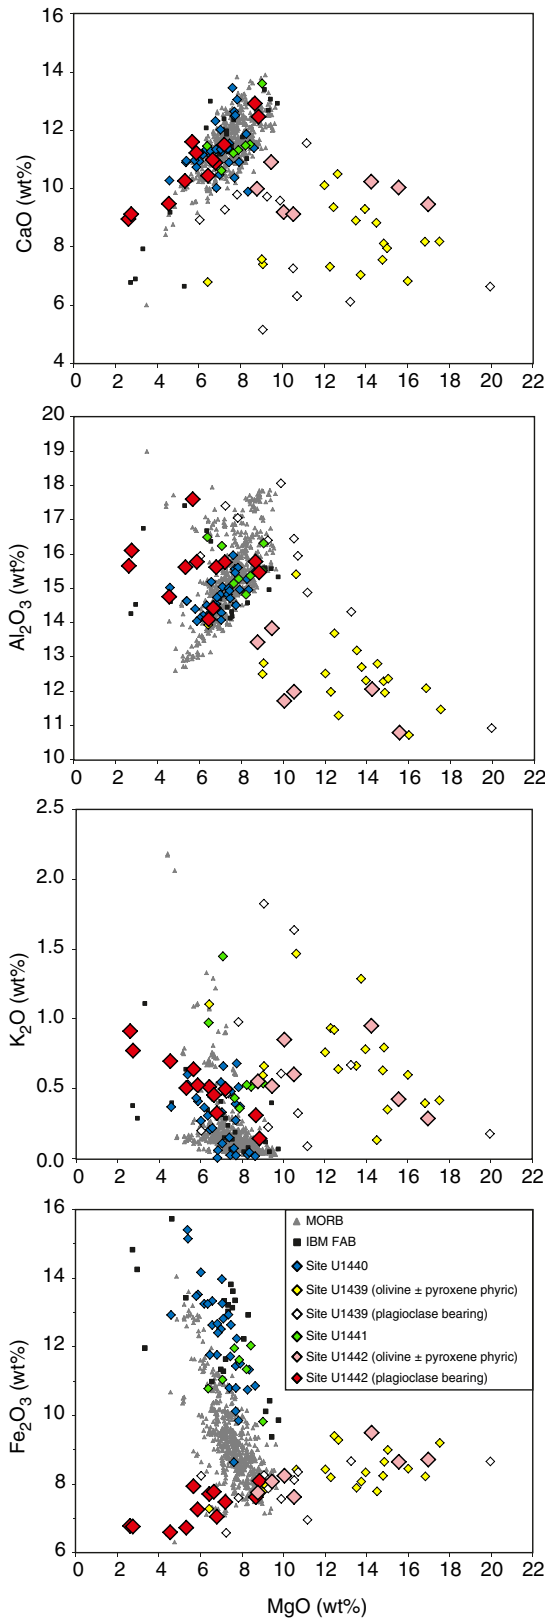 16
14
12
10
8
6
4
CaO (wt%)
0 2 4 6 8 10 12 14 16 18 20 22
20
19
18
17
16
15
14
13
12
11
10
Al₂O₃ (wt%)
0 2 4 6 8 10 12 14 16 18 20 22
2.5
2.0
1.5
1.0
0.5
0.0
K₂O (wt%)
0 2 4 6 8 10 12 14 16 18 20 22
16
14
12
10
8
6
Fe₂O₃ (wt%)
MORB
IBM FAB
Site U1440
Site U1439 (olivine ± pyroxene phyric)
Site U1439 (plagioclase bearing)
Site U1441
Site U1442 (olivine ± pyroxene phyric)
Site U1442 (plagioclase bearing)
0 2 4 6 8 10 12 14 16 18 20 22
MgO (wt%)